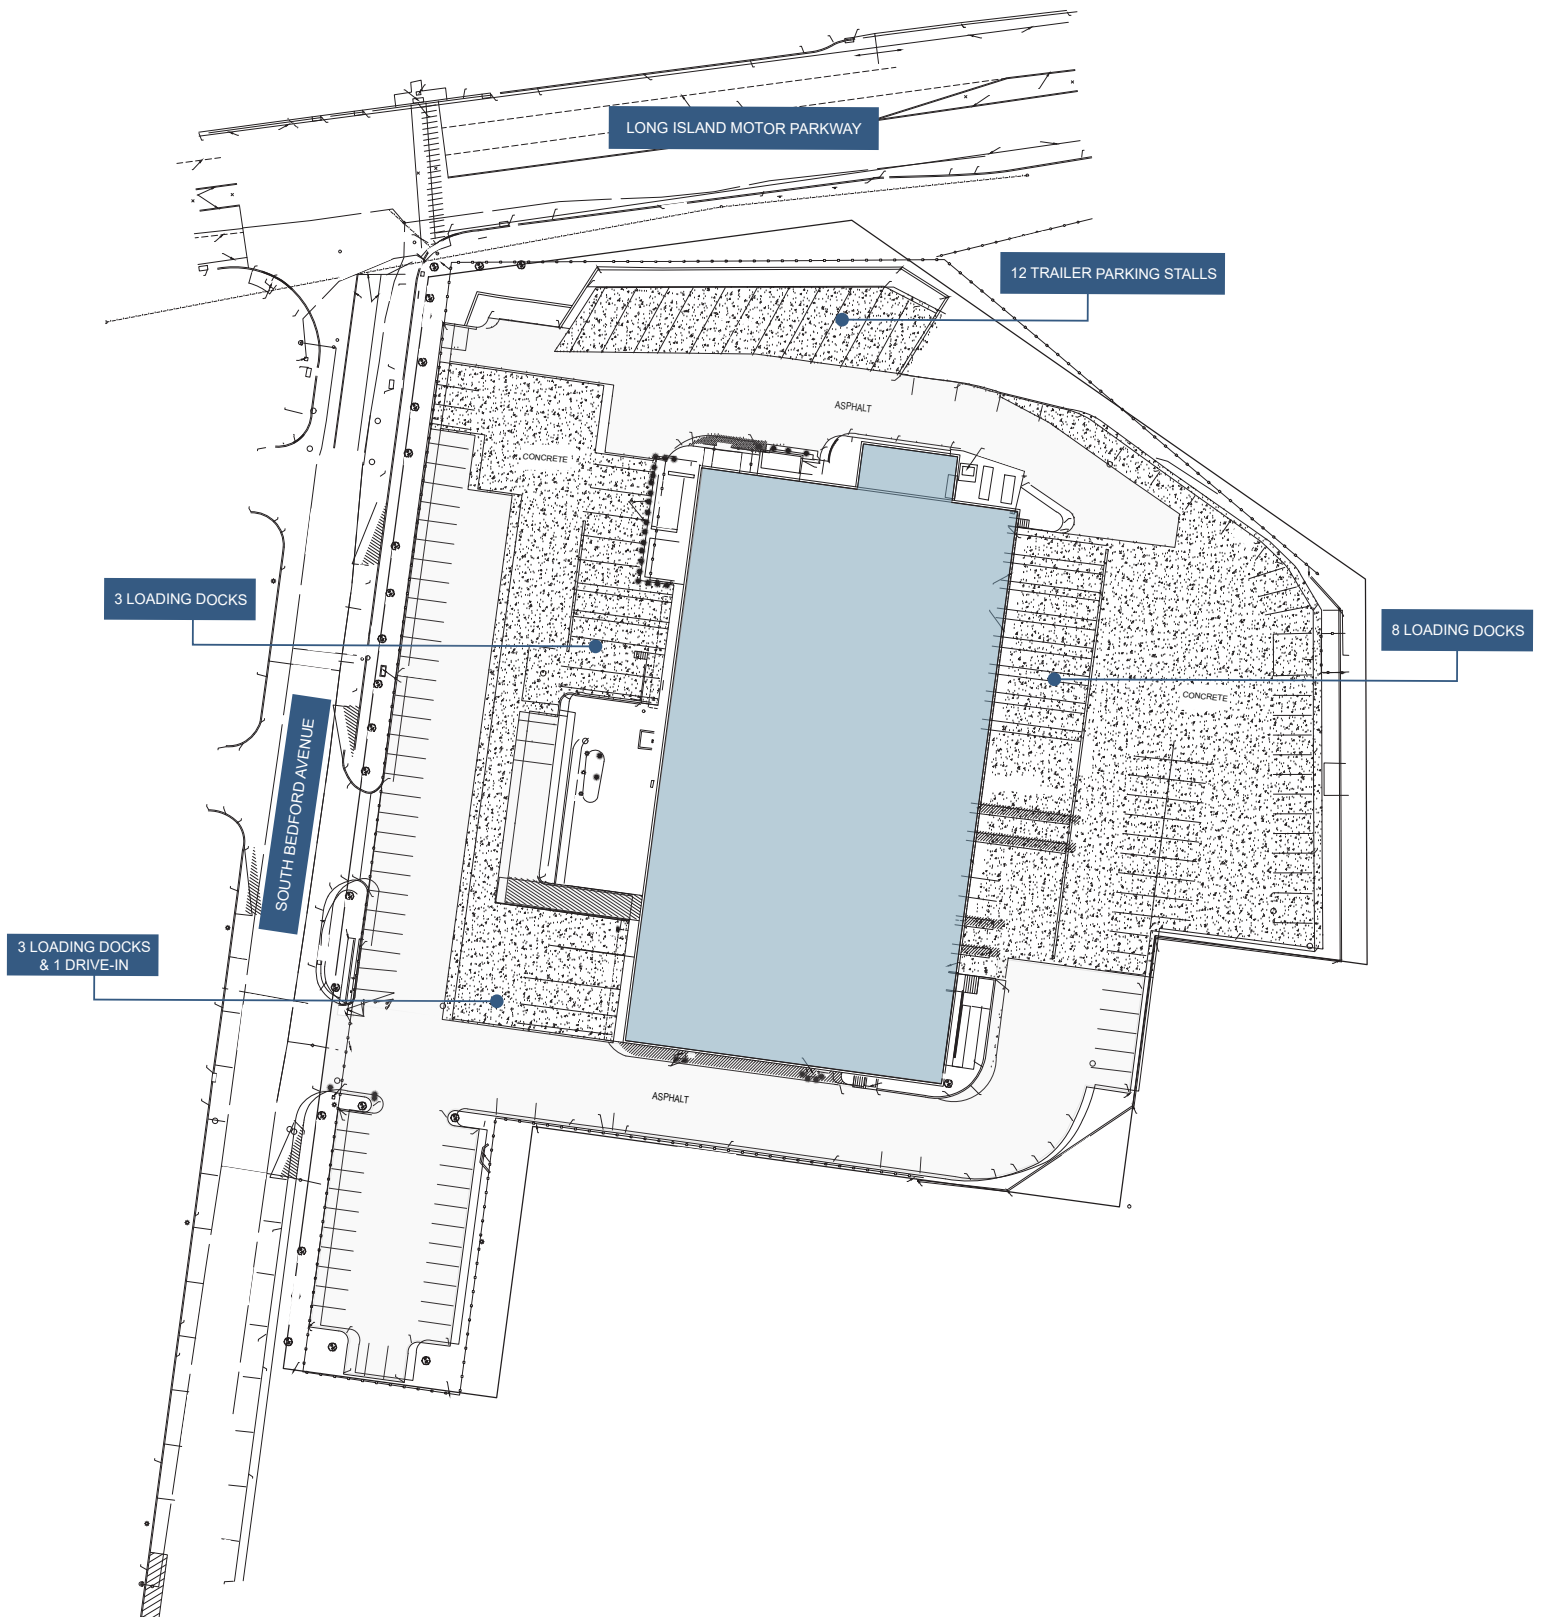 LONG ISLAND MOTOR PARKWAY
12 TRAILER PARKING STALLS
ASPHALT
CONCRETE
3 LOADING DOCKS
8 LOADING DOCKS
CONCRETE
SOUTH BEDFORD AVENUE
3 LOADING DOCKS
& 1 DRIVE-IN
ASPHALT